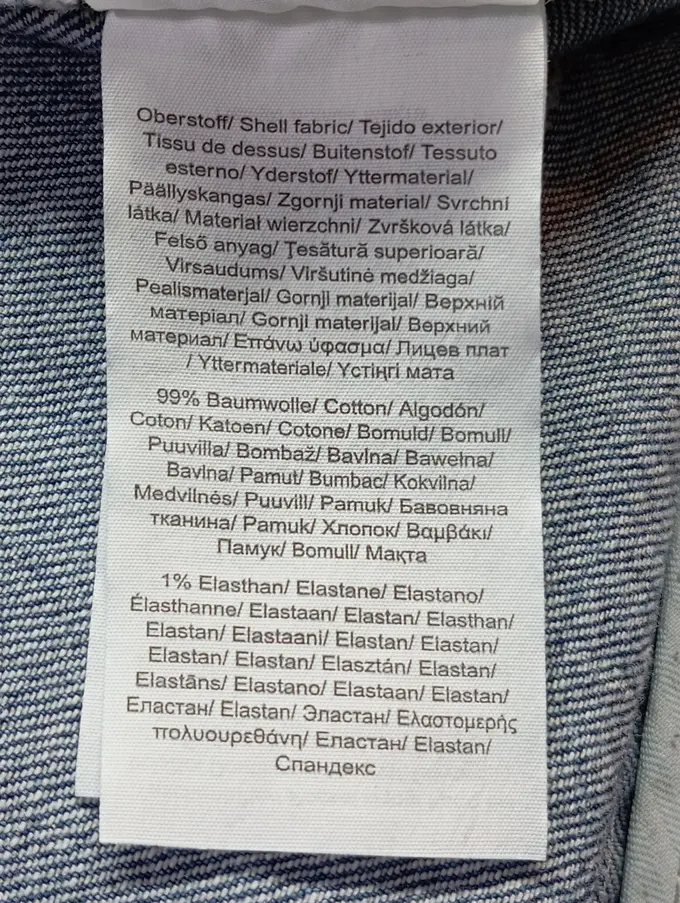 Oberstoff/ Shell fabric/ Tejido exterior/
Tissu de dessus/ Buitenstof/ Tessuto
esterno/ Yderstof/ Yttermaterial/
Päällyskangas/ Zgornji material/ Svrchni
látka/ Materiał wierzchni/ Zvršková látka/
Felső anyag/ Ţesătură superioară/
Virsaudums/ Viršutinė medžiaga/
Pealismaterjal/ Gornji materijal/ Верхній
матеріал/ Gornji materijal/ Верхний
материал/ Επάνω ύφασμα/ Лицев плат
/ Yttermateriale/ Үстіңгі мата
99% Baumwolle/ Cotton/ Algodón/
Coton/ Katoen/ Cotone/ Bomuld/ Bomull/
Puuvilla/ Bombaž/ Bavlna/ Bawełna/
Bavlna/ Pamut/ Bumbac/ Kokvilna/
Medvilnės/ Puuvill/ Pamuk/ Бавовняна
тканина/ Pamuk/ Хлопок/ Βαμβάκι/
Памук/ Bomull/ Мақта
1% Elasthan/ Elastane/ Elastano/
Élasthanne/ Elastaan/ Elastan/ Elasthan/
Elastan/ Elastaani/ Elastan/ Elastan/
Elastan/ Elastan/ Elasztán/ Elastan/
Elastāns/ Elastano/ Elastaan/ Elastan/
Еластан/ Elastan/ Эластан/ Ελαστομερής
πολυουρεθάνη/ Еластан/ Elastan/
Спандекс